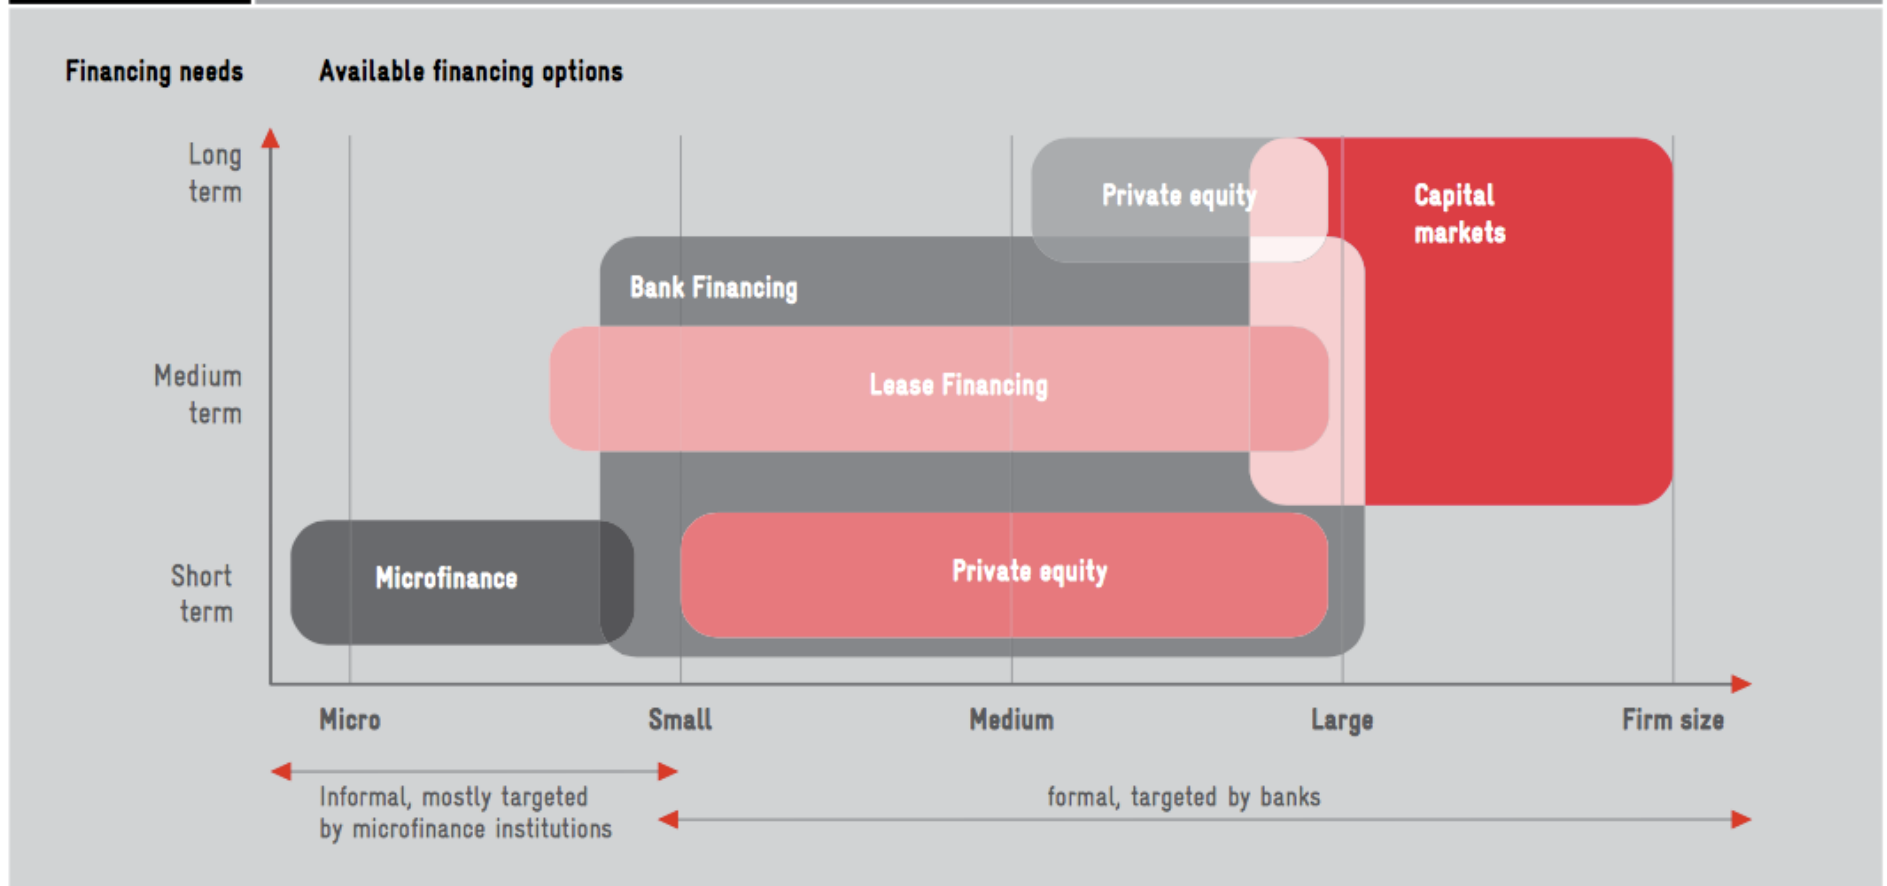 Financing needs
Available financing options
Long
term
Private equity
Capital
markets
Bank Financing
Medium
term
Lease Financing
Short
term
Microfinance
Private equity
Micro
Small
Medium
Large
Firm size
Informal, mostly targeted
by microfinance institutions
formal, targeted by banks